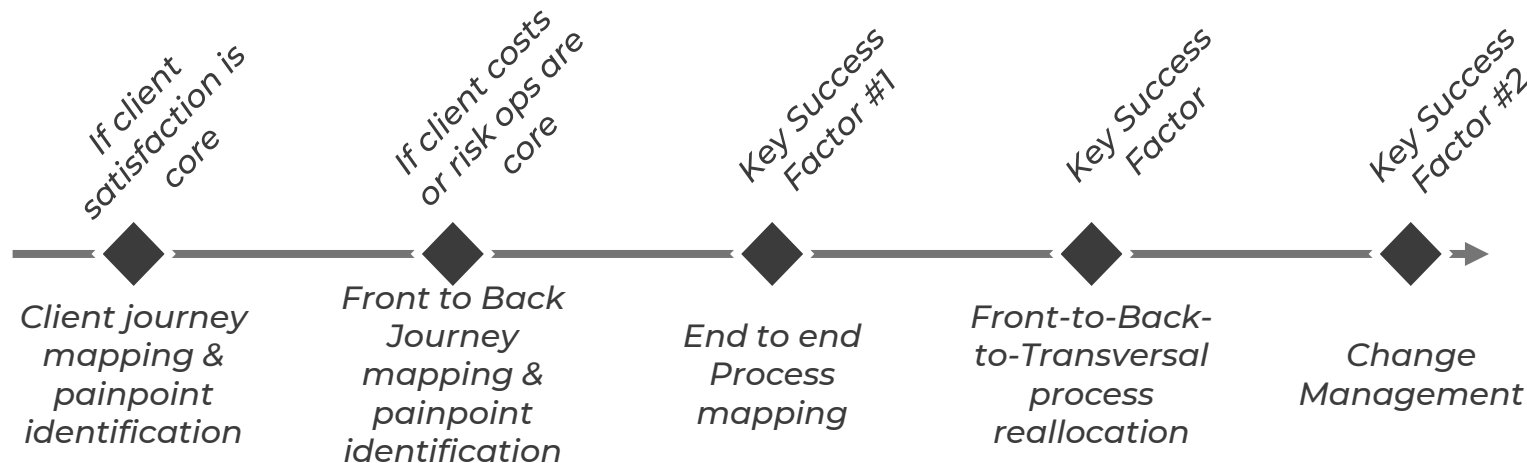 If client
satisfaction is
core
If client costs
or risk ops are
core
Key Success
Factor #1
Key Success
Factor
Key Success
Factor #2
Client journey
mapping &
painpoint
identification
Front to Back
Journey
mapping &
painpoint
identification
End to end
Process
mapping
Front-to-Back-
to-Transversal
process
reallocation
Change
Management